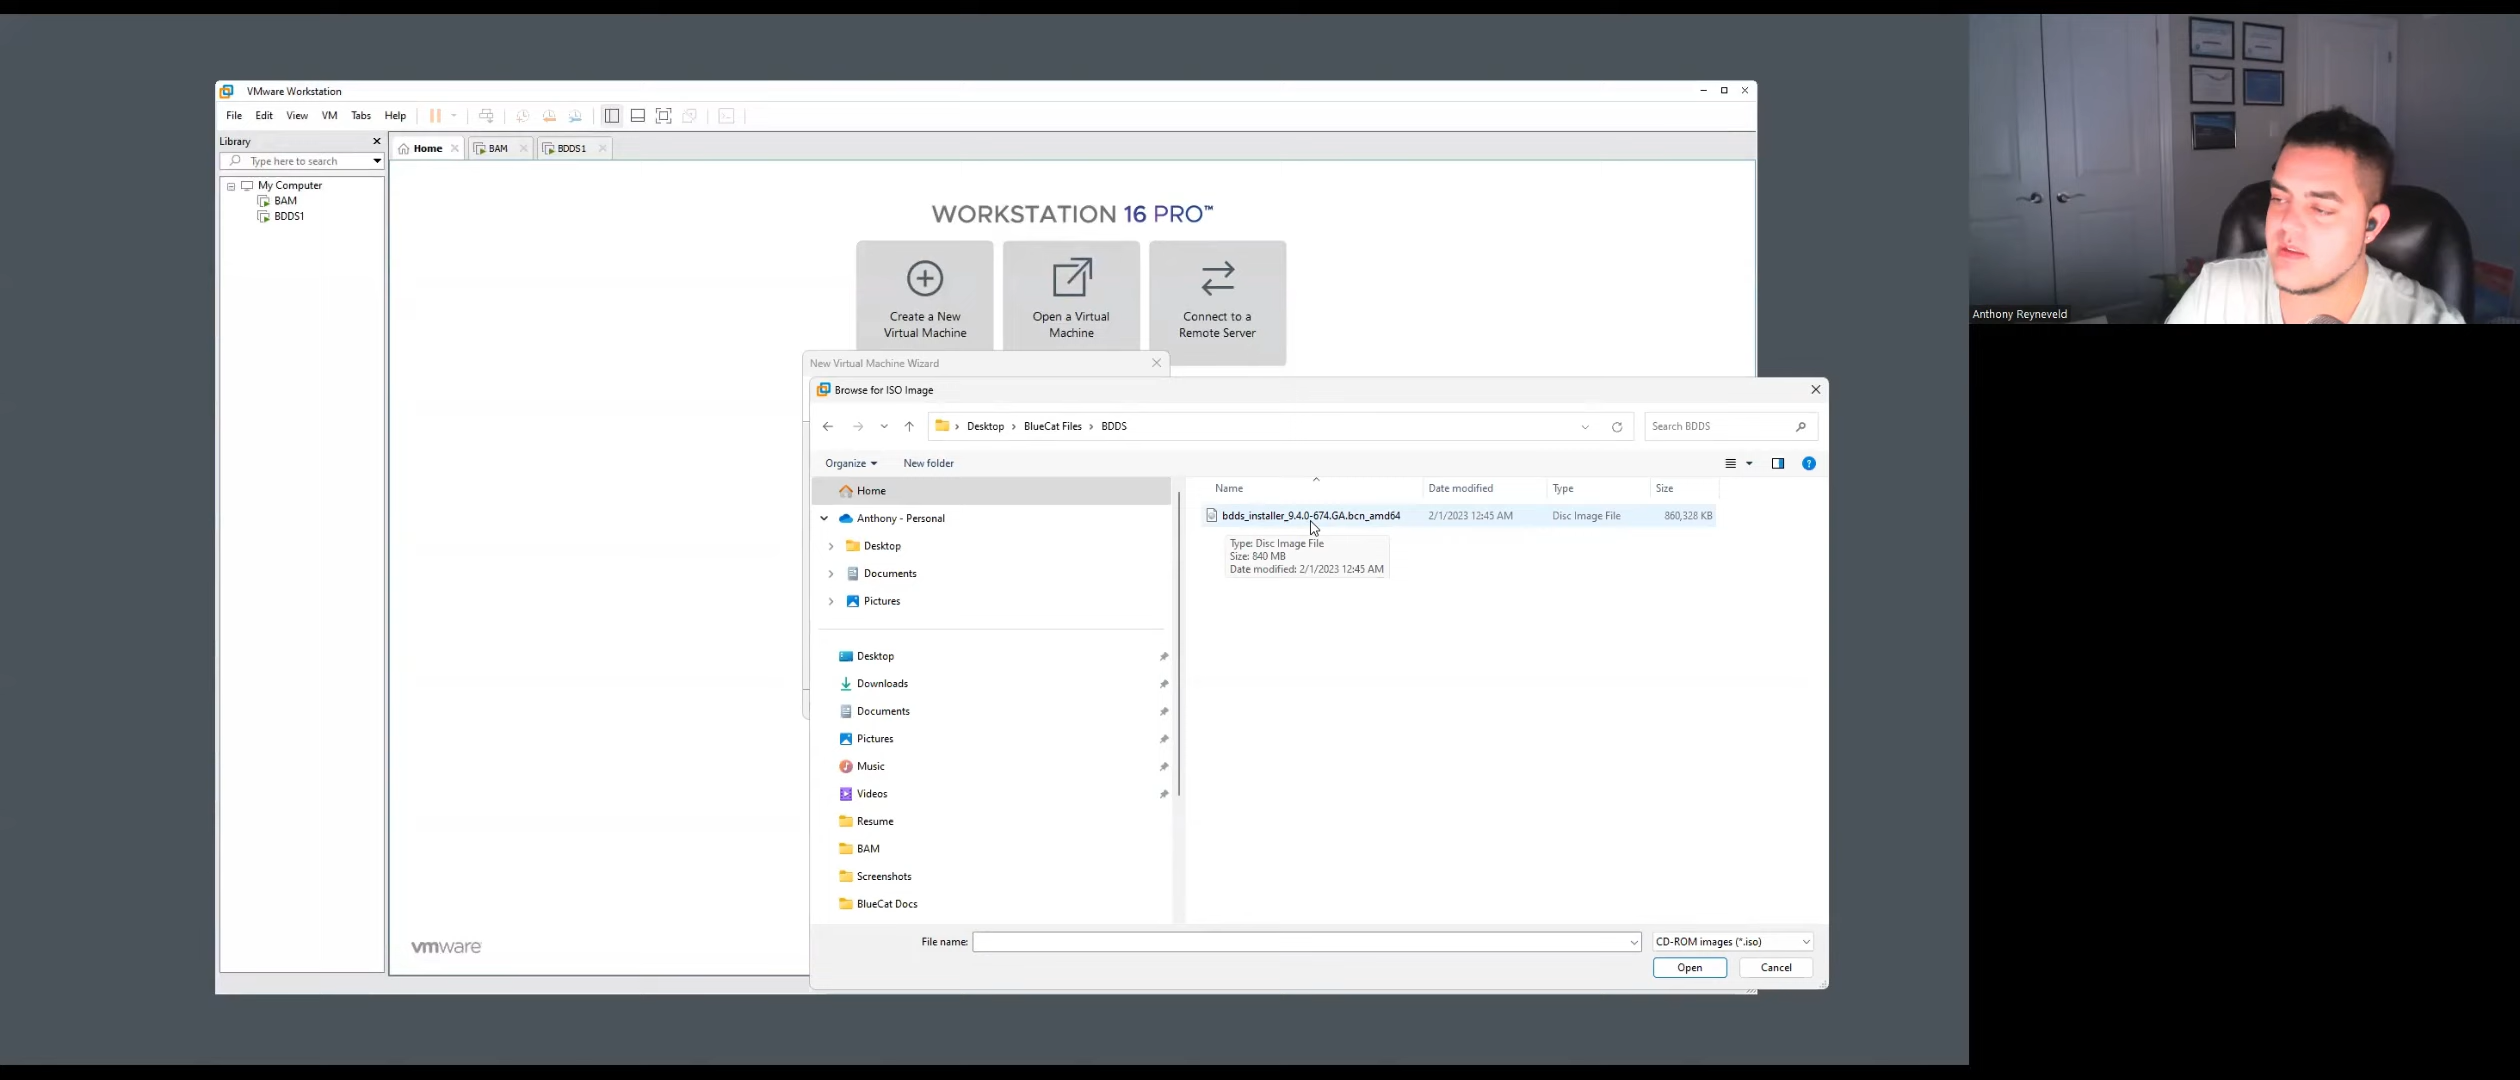 VMware Workstation
File Edit View VM Tabs Help
Library
Type here to search
Home
BAM
BDDS1
My Computer
BAM
BDDS1
WORKSTATION 16 PRO™
Create a New
Virtual Machine
Open a Virtual
Machine
Connect to a
Remote Server
Anthony Reyneveld
New Virtual Machine Wizard
Browse for ISO Image
Desktop › BlueCat Files › BDDS
Search BDDS
Organize
New folder
Home
Anthony - Personal
Desktop
Documents
Pictures
Desktop
Downloads
Documents
Pictures
Music
Videos
Resume
BAM
Screenshots
BlueCat Docs
Name Date modified Type Size
bdds_installer_9.4.0-674.GA.bcn_amd64 2/1/2023 12:45 AM Disc Image File 860,328 KB
Type: Disc Image File
Size: 840 MB
Date modified: 2/1/2023 12:45 AM
vmware
File name:
CD-ROM images (*.iso)
Open
Cancel